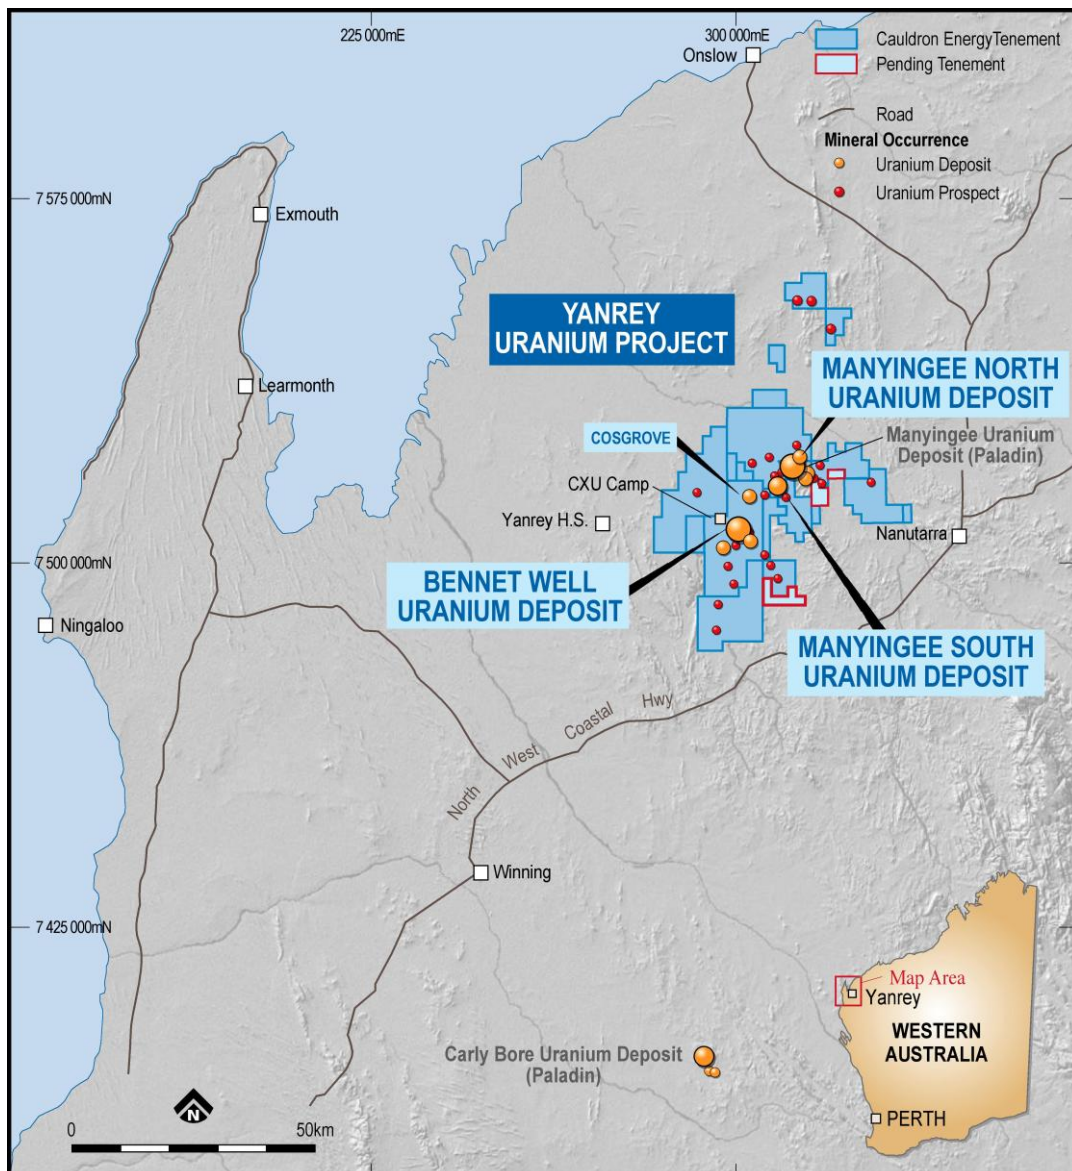 225 000mE
300 000mE
Onslow
Cauldron EnergyTenement
Pending Tenement
Road
Mineral Occurrence
Uranium Deposit
Uranium Prospect
7 575 000mN
Exmouth
YANREY
URANIUM PROJECT
Learmonth
MANYINGEE NORTH
URANIUM DEPOSIT
COSGROVE
Manyingee Uranium
Deposit (Paladin)
CXU Camp
Yanrey H.S.
Nanutarra
7 500 000mN
BENNET WELL
URANIUM DEPOSIT
Ningaloo
MANYINGEE SOUTH
URANIUM DEPOSIT
North West Coastal Hwy
Winning
7 425 000mN
Map Area
Yanrey
WESTERN
AUSTRALIA
PERTH
Carly Bore Uranium Deposit
(Paladin)
N
0 50km